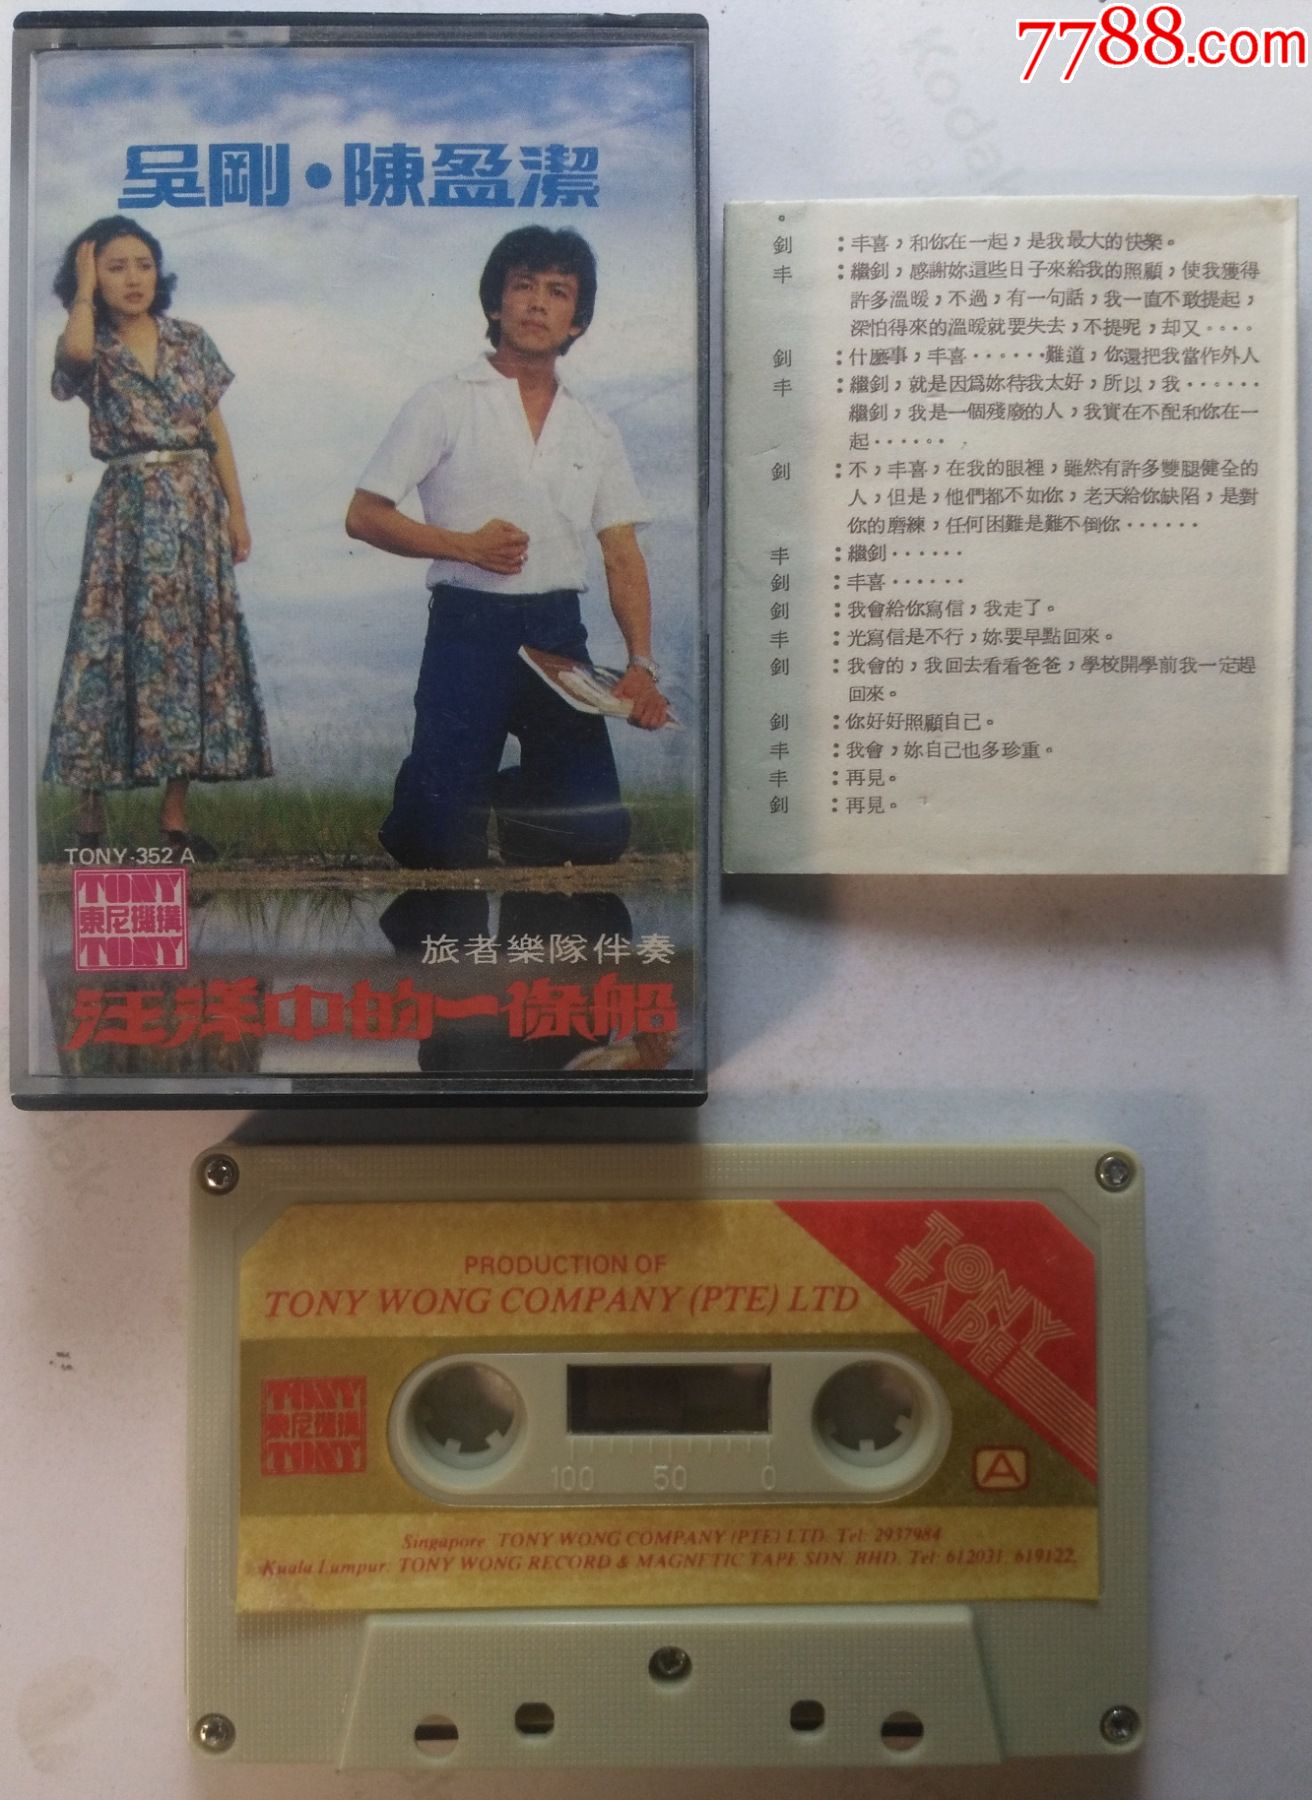 7788.com
Kodak
吳剛·陳盈潔
TONY-352 A
TONY
東尼機構
TONY
旅者樂隊伴奏
汪洋中的一條船
。
釗 :丰喜，和你在一起，是我最大的快樂。
丰 :繼釗，感謝妳這些日子來給我的照顧，使我獲得
許多溫暖，不過，有一句話，我一直不敢提起，
深怕得來的溫暖就要失去，不提呢，却又····
釗 :什麼事，丰喜······難道，你還把我當作外人
丰 :繼釗，就是因爲妳待我太好，所以，我······
繼釗，我是一個殘廢的人，我實在不配和你在一
起······
釗 :不，丰喜，在我的眼裡，雖然有許多雙腿健全的
人，但是，他們都不如你，老天給你缺陷，是對
你的磨練，任何困難是難不倒你······
丰 :繼釗······
釗 :丰喜······
釗 :我會給你寫信，我走了。
丰 :光寫信是不行，妳要早點回來。
釗 :我會的，我回去看看爸爸，學校開學前我一定趕
回來。
釗 :你好好照顧自己。
丰 :我會，妳自己也多珍重。
丰 :再見。
釗 :再見。
PRODUCTION OF
TONY WONG COMPANY (PTE) LTD
TONY
TAPE
TONY
東尼機構
TONY
100 50 0
A
Singapore: TONY WONG COMPANY (PTE) LTD. Tel: 2937984
Kuala Lumpur: TONY WONG RECORD & MAGNETIC TAPE SDN. BHD. Tel: 612031, 619122,